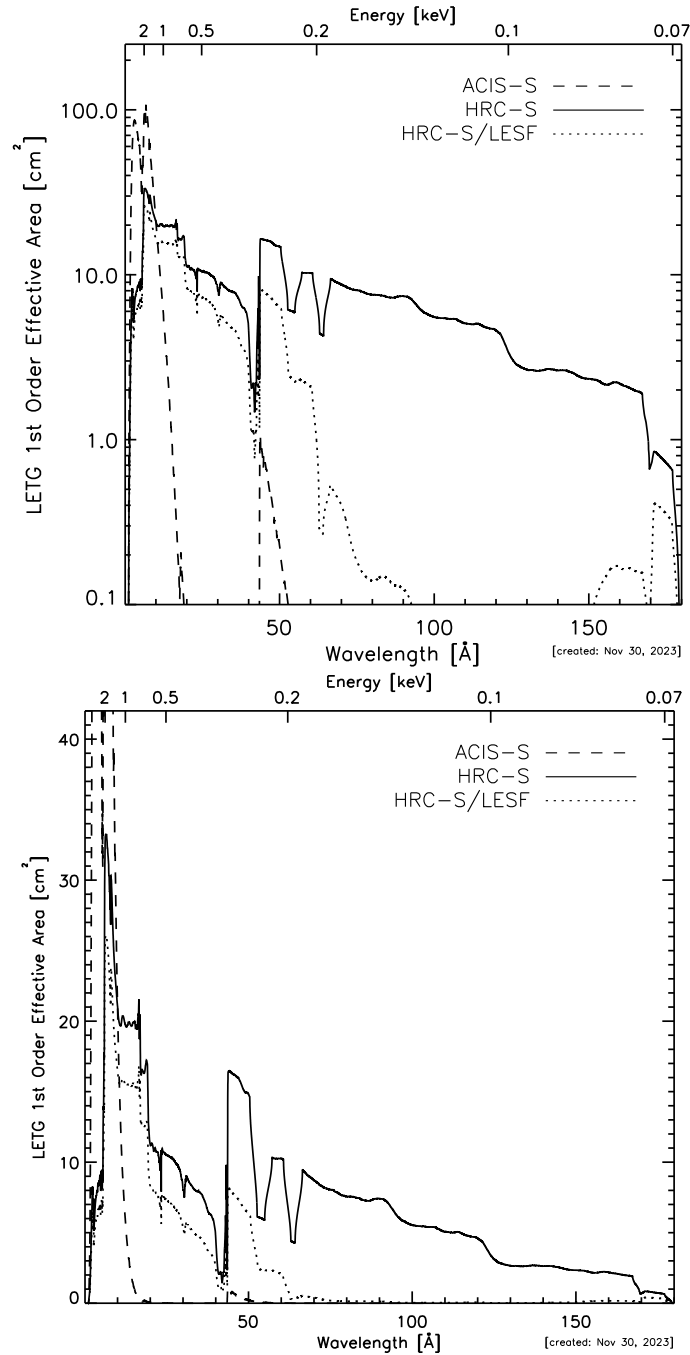 Energy [keV]
2 1 0.5 0.2 0.1 0.07
ACIS-S
HRC-S
HRC-S/LESF
LETG 1st Order Effective Area [cm²]
100.0
10.0
1.0
0.1
50 100 150
Wavelength [Å]
[created: Nov 30, 2023]
Energy [keV]
2 1 0.5 0.2 0.1 0.07
ACIS-S
HRC-S
HRC-S/LESF
LETG 1st Order Effective Area [cm²]
40
30
20
10
0
50 100 150
Wavelength [Å]
[created: Nov 30, 2023]